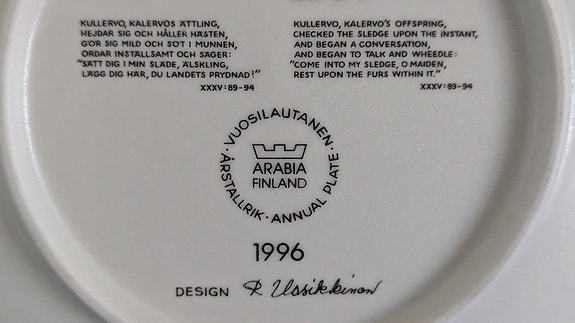 KULLERVO, KALERVOS ÄTTLING,
HEJDAR SIG OCH HÅLLER HÄSTEN,
GÖR SIG MILD OCH SÖT I MUNNEN,
ORDAR INSTÄLLSAMT OCH SÄGER:
"SÄTT DIG I MIN SLÄDE, ÄLSKLING,
LÄGG DIG HÄR, DU LANDETS PRYDNAD!"
XXXV:89-94
KULLERVO, KALERVO'S OFFSPRING,
CHECKED THE SLEDGE UPON THE INSTANT,
AND BEGAN A CONVERSATION,
AND BEGAN TO TALK AND WHEEDLE:
"COME INTO MY SLEDGE, O MAIDEN,
REST UPON THE FURS WITHIN IT."
XXXV:89-94
· VUOSILAUTANEN ·
ARABIA
FINLAND
ÅRSTALLRIK · ANNUAL PLATE
1996
DESIGN R Uosikkinen